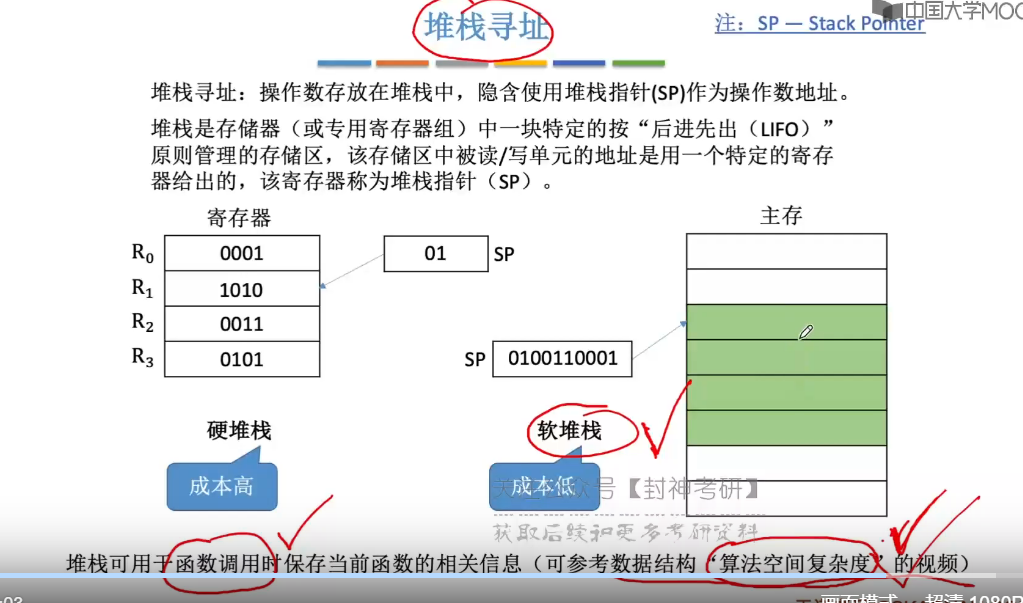 堆栈寻址
注：SP — Stack Pointer
中国大学MOO
堆栈寻址：操作数存放在堆栈中，隐含使用堆栈指针(SP)作为操作数地址。
堆栈是存储器（或专用寄存器组）中一块特定的按“后进先出（LIFO）”
原则管理的存储区，该存储区中被读/写单元的地址是用一个特定的寄存
器给出的，该寄存器称为堆栈指针（SP）。
寄存器
R0 0001
R1 1010
R2 0011
R3 0101
01 SP
主存
SP 0100110001
硬堆栈
成本高
软堆栈
成本低
公众号【封神考研】
获取后续和更多考研资料
堆栈可用于函数调用时保存当前函数的相关信息（可参考数据结构“算法空间复杂度”的视频）
画面模式 超清 1080P